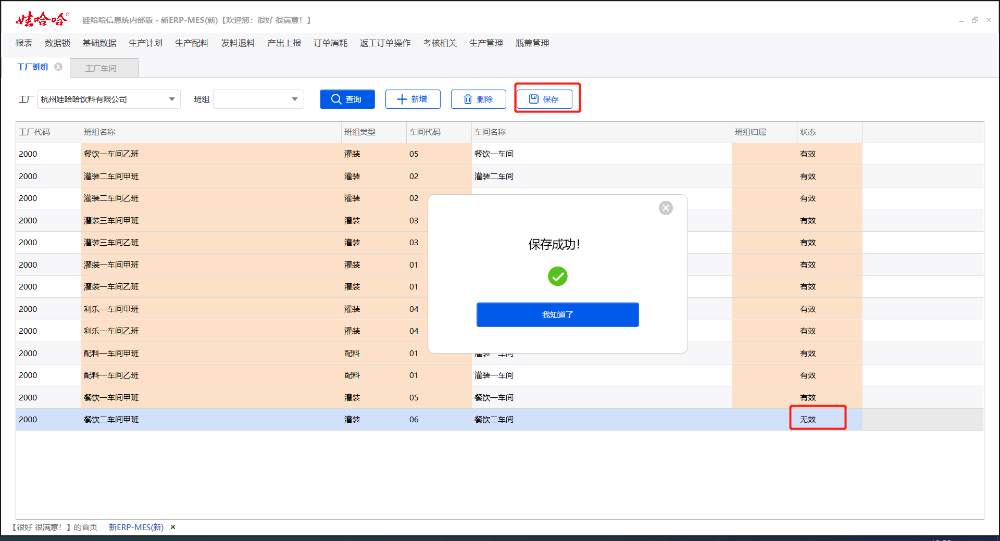 娃哈哈®
娃哈哈信息统内部版 - 新ERP-MES(新)【欢迎您：很好 很满意！】
报表 数据锁 基础数据 生产计划 生产配料 发料退料 产出上报 订单消耗 返工订单操作 考核相关 生产管理 瓶盖管理
工厂班组 工厂车间
工厂 杭州娃哈哈饮料有限公司 班组 查询 新增 删除 保存
工厂代码 班组名称 班组类型 车间代码 车间名称 班组归属 状态
2000 餐饮一车间乙班 灌装 05 餐饮一车间 有效
2000 灌装二车间甲班 灌装 02 灌装二车间 有效
2000 灌装二车间乙班 灌装 02 有效
2000 灌装三车间甲班 灌装 03 有效
2000 灌装三车间乙班 灌装 03 有效
2000 灌装一车间甲班 灌装 01 有效
2000 灌装一车间乙班 灌装 01 有效
2000 利乐一车间甲班 灌装 04 有效
2000 利乐一车间乙班 灌装 04 有效
2000 配料一车间甲班 配料 01 灌装一车间 有效
2000 配料一车间乙班 配料 01 灌装一车间 有效
2000 餐饮一车间甲班 灌装 05 餐饮一车间 有效
2000 餐饮二车间甲班 灌装 06 餐饮二车间 无效
保存成功！
我知道了
【很好 很满意！】的首页 新ERP-MES(新)